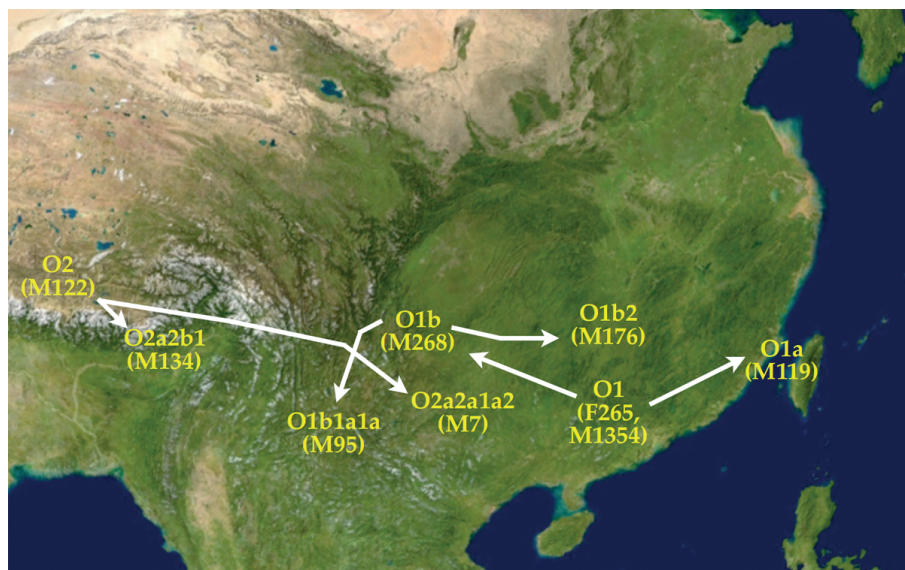 O2
(M122)
O2a2b1
(M134)
O1b
(M268)
O1b2
(M176)
O1a
(M119)
O1b1a1a
(M95)
O2a2a1a2
(M7)
O1
(F265,
M1354)